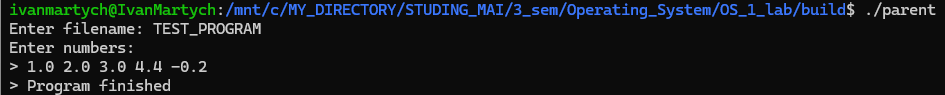 ivanmartych@IvanMartych:/mnt/c/MY_DIRECTORY/STUDING_MAI/3_sem/Operating_System/OS_1_lab/build$ ./parent
Enter filename: TEST_PROGRAM
Enter numbers:
> 1.0 2.0 3.0 4.4 -0.2
> Program finished